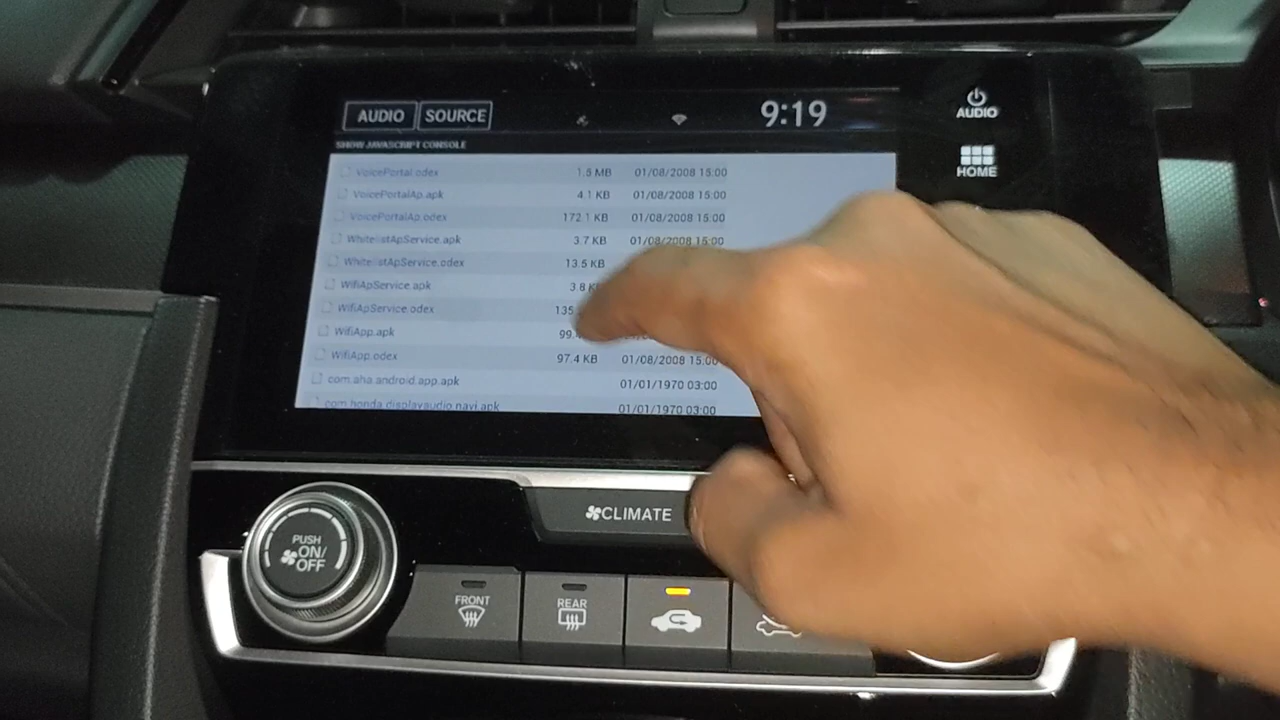 AUDIO SOURCE 9:19
AUDIO
SHOW JAVASCRIPT CONSOLE
HOME
VoicePortal.odex 1.5 MB 01/08/2008 15:00
VoicePortalAp.apk 4.1 KB 01/08/2008 15:00
VoicePortalAp.odex 172.1 KB 01/08/2008 15:00
WhitelistApService.apk 3.7 KB 01/08/2008 15:00
WhitelistApService.odex 13.5 KB
WifiApService.apk 3.8
WifiApService.odex
WifiApp.apk
WifiApp.odex 97.4 KB 01/08/2008 15:00
com.aha.android.app.apk 01/01/1970 03:00
com.honda.displayaudio.navi.apk 01/01/1970 03:00
CLIMATE
PUSH
ON/
OFF
FRONT
REAR